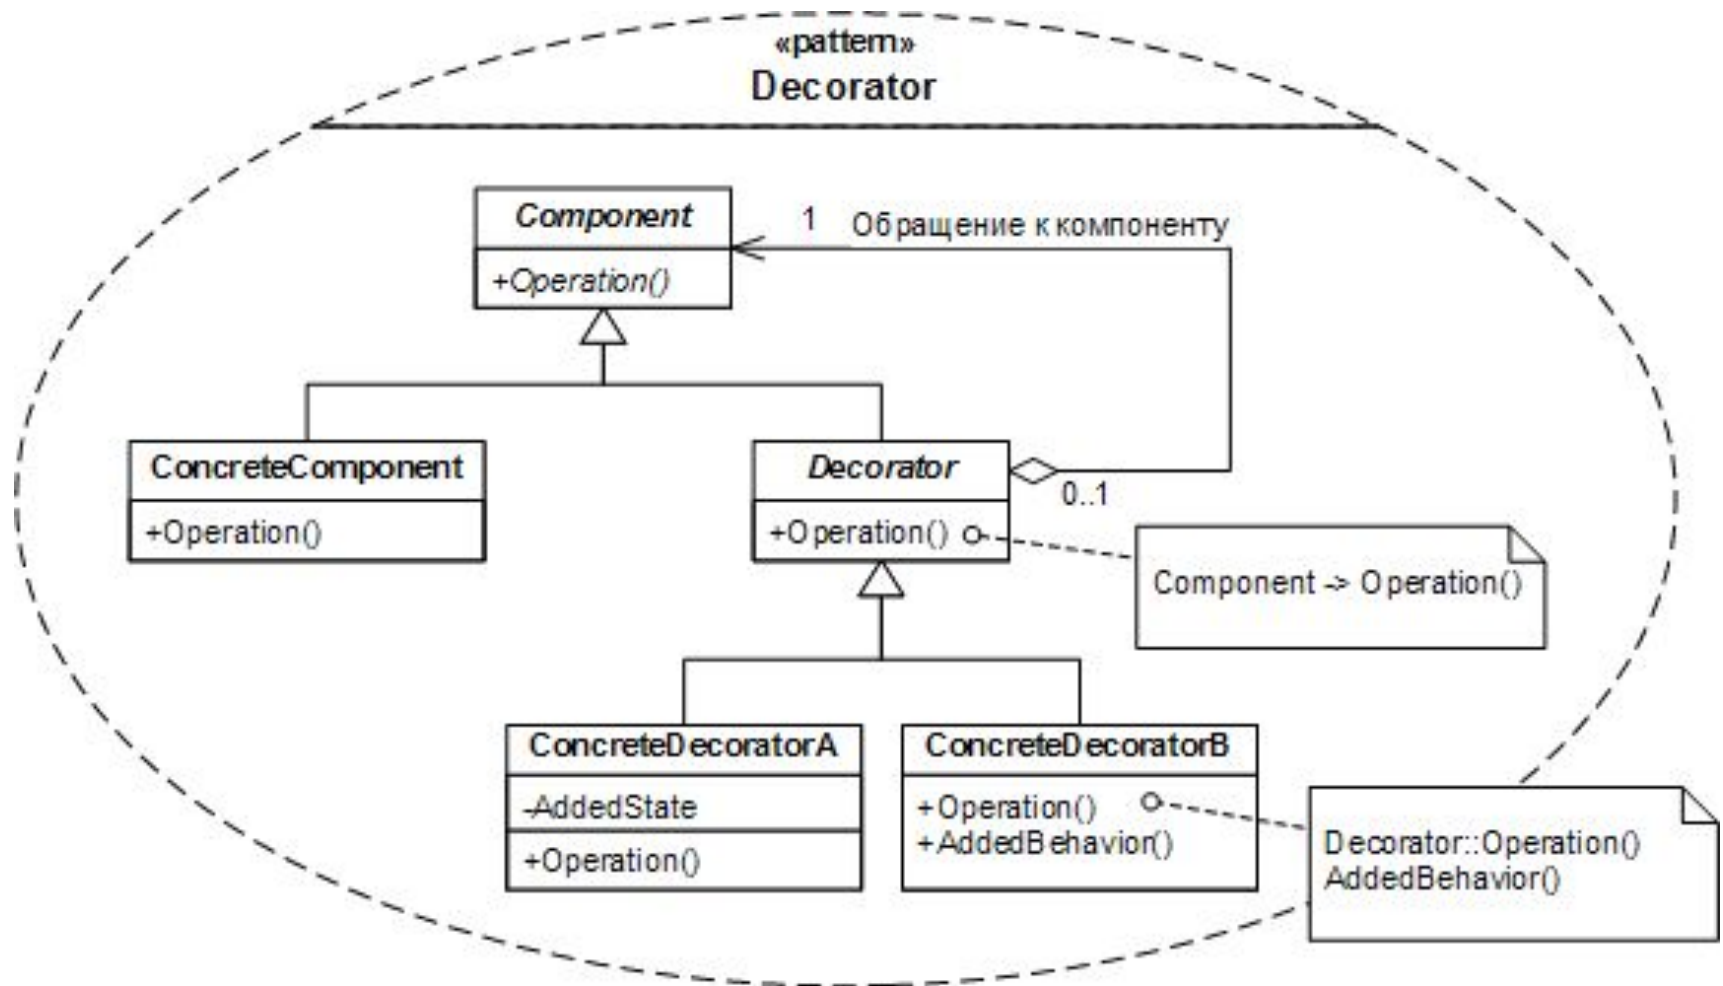 «pattern»
Decorator
Component
+Operation()
1 Обращение к компоненту
ConcreteComponent
+Operation()
Decorator
+Operation()
0..1
Component -> Operation()
ConcreteDecoratorA
-AddedState
+Operation()
ConcreteDecoratorB
+Operation()
+AddedBehavior()
Decorator::Operation()
AddedBehavior()